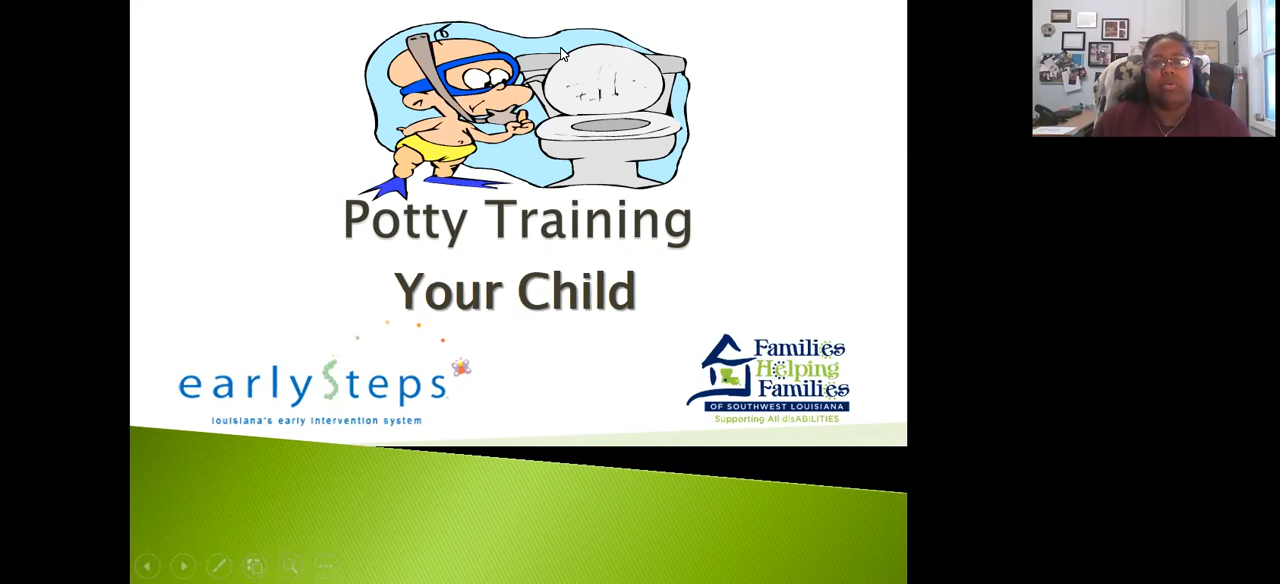 Potty Training
Your Child
earlySteps
louisiana's early intervention system
Families
Helping
Families
OF SOUTHWEST LOUISIANA
Supporting All disABILITIES